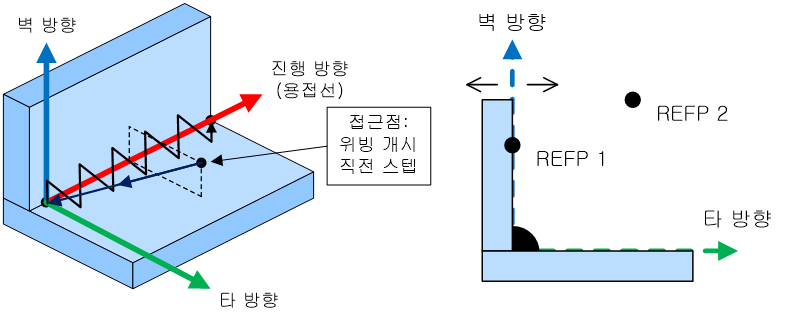 벽 방향
진행 방향
(용접선)
접근점:
위빙 개시
직전 스텝
타 방향
벽 방향
REFP 2
REFP 1
타 방향